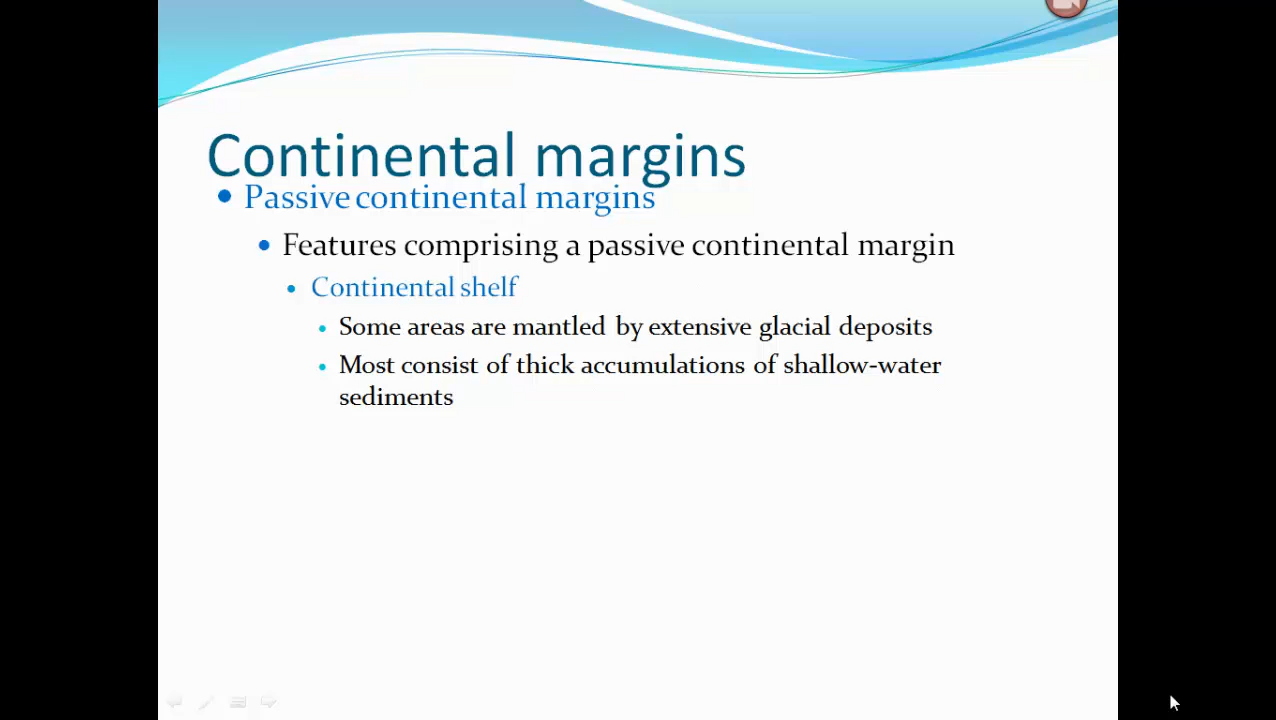 Continental margins
Passive continental margins
Features comprising a passive continental margin
Continental shelf
Some areas are mantled by extensive glacial deposits
Most consist of thick accumulations of shallow-water
sediments